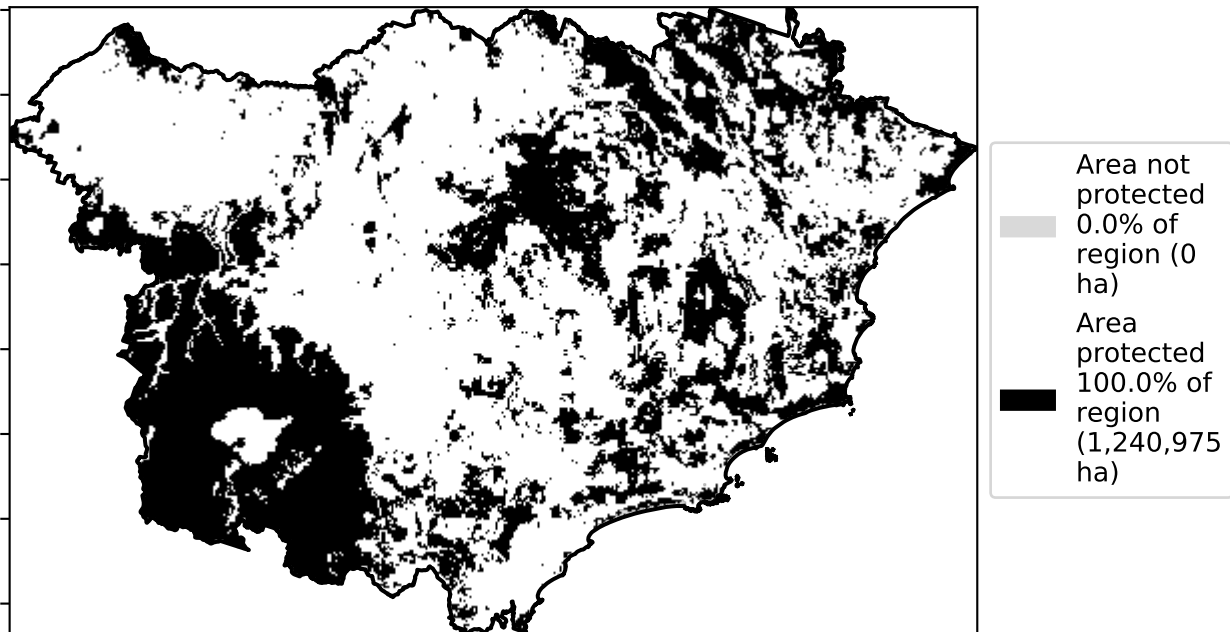 Area not
protected
0.0% of
region (0
ha)
Area
protected
100.0% of
region
(1,240,975
ha)